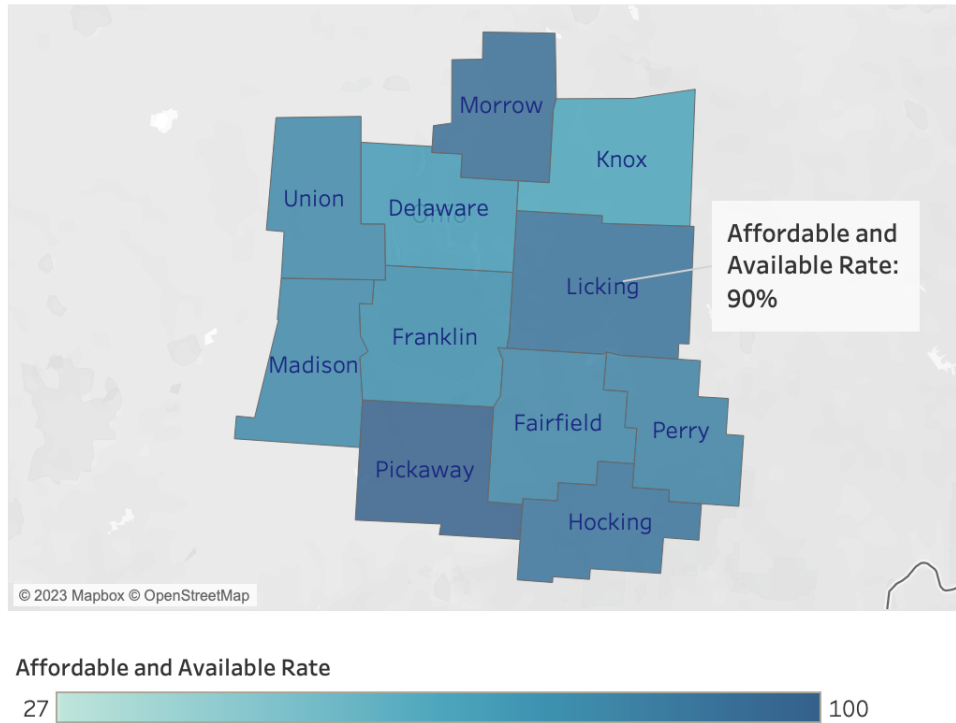 Morrow
Knox
Union
Delaware
Ohio
Affordable and
Available Rate:
90%
Licking
Franklin
Madison
Fairfield
Perry
Pickaway
Hocking
© 2023 Mapbox © OpenStreetMap
Affordable and Available Rate
27
100